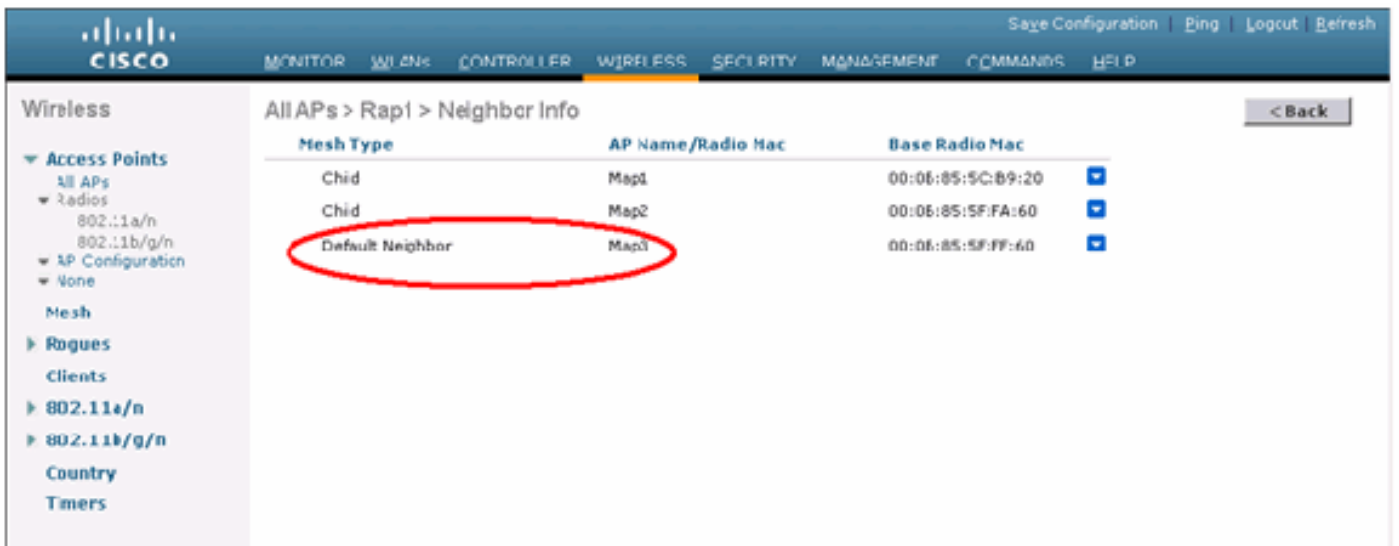 Save Configuration | Ping | Logout | Refresh
CISCO
MONITOR WLANs CONTROLLER WIRELESS SECURITY MANAGEMENT COMMANDS HELP
Wireless
Access Points
All APs
Radios
802.11a/n
802.11b/g/n
AP Configuration
None
Mesh
Rogues
Clients
802.11a/n
802.11b/g/n
Country
Timers
All APs > Rap1 > Neighbor Info
< Back
Mesh Type AP Name/Radio Mac Base Radio Mac
Chid Map1 00:0B:85:5C:B9:20
Chid Map2 00:0B:85:5F:FA:60
Default Neighbor Map3 00:0B:85:5F:FF:60